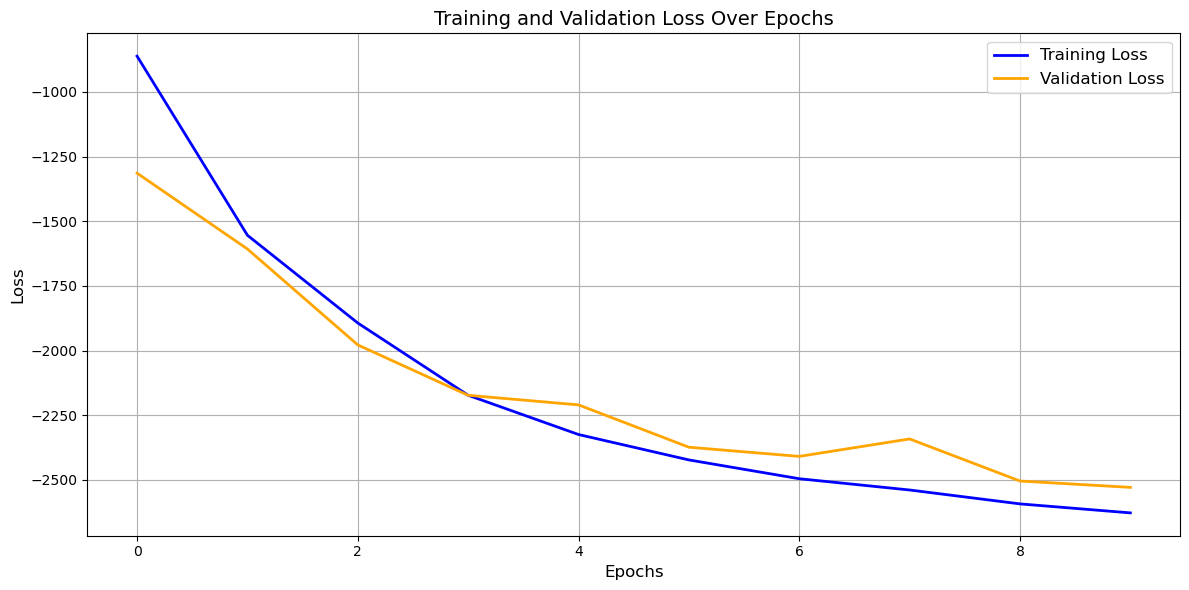 Training and Validation Loss Over Epochs
Training Loss
Validation Loss
−1000
−1250
−1500
−1750
−2000
−2250
−2500
Loss
0 2 4 6 8
Epochs